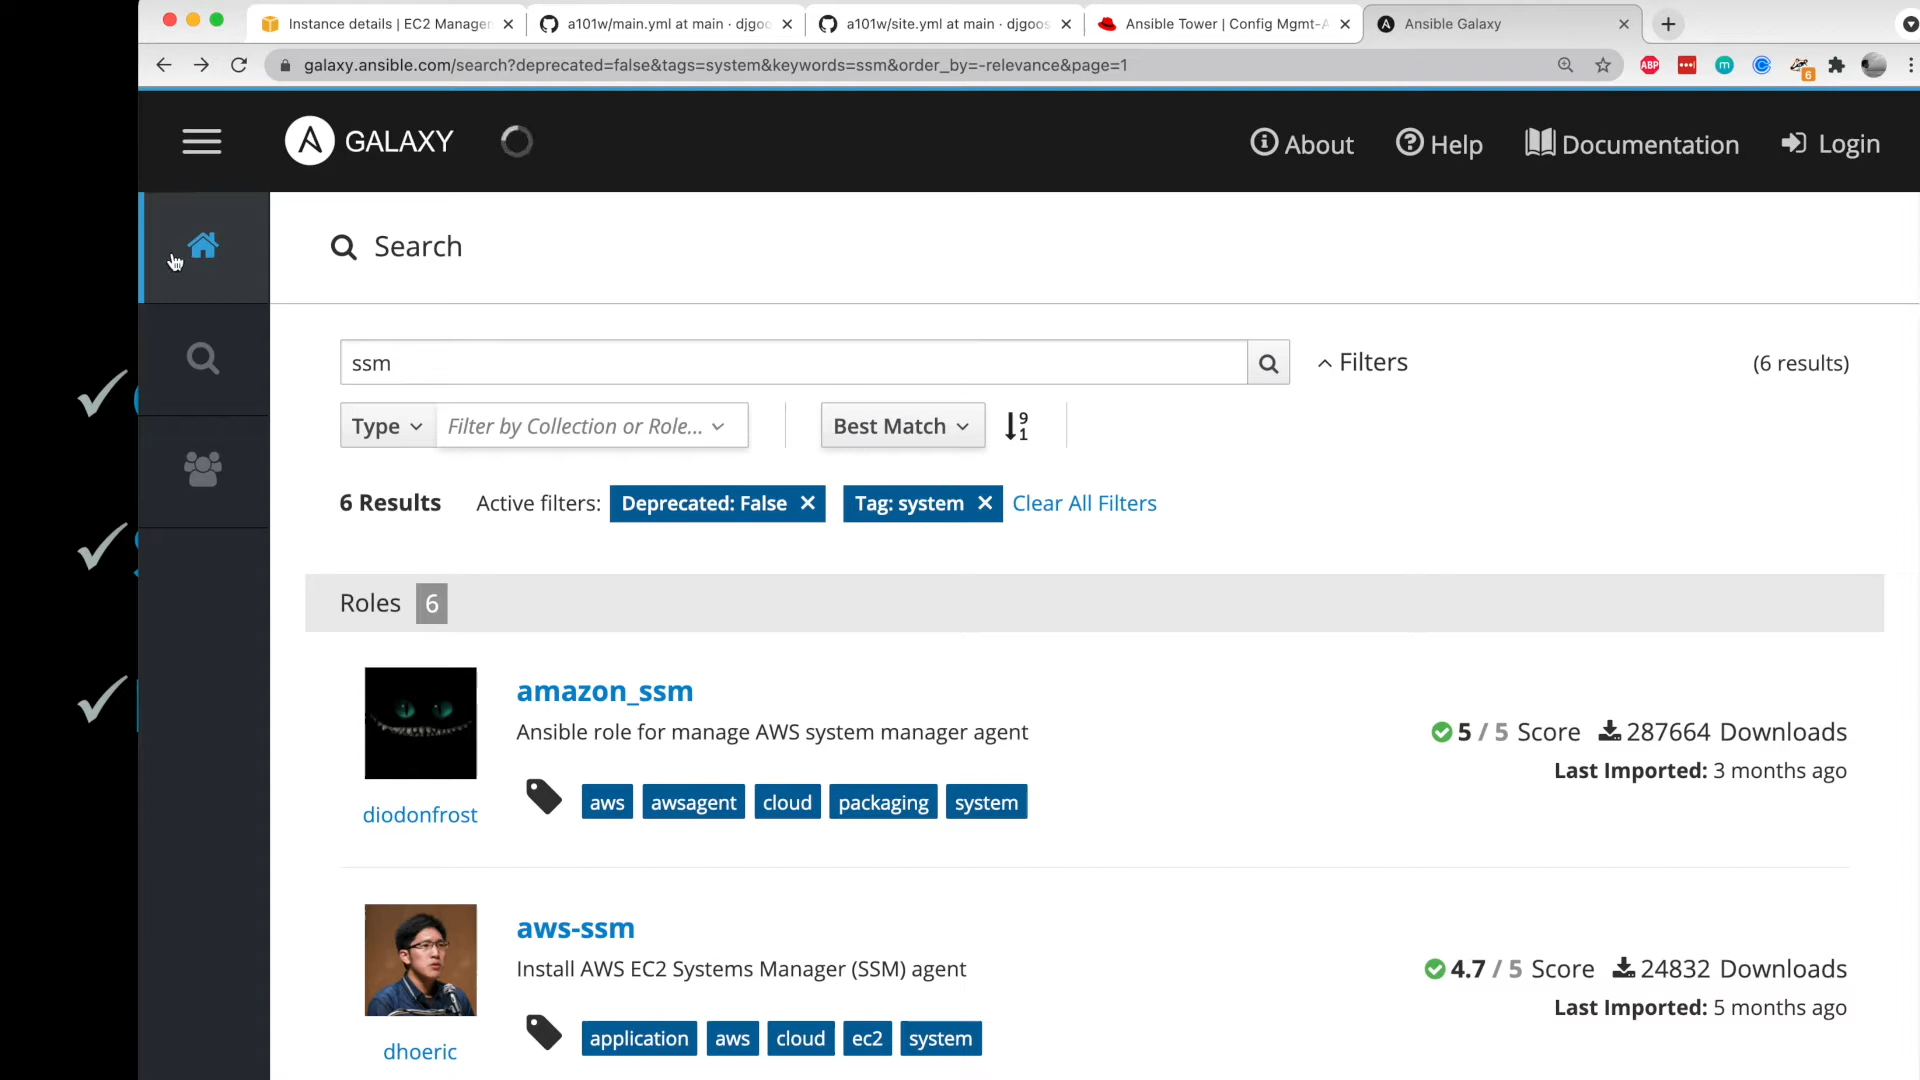 Instance details | EC2 Managen
a101w/main.yml at main · djgoo
a101w/site.yml at main · djgoos
Ansible Tower | Config Mgmt-A
Ansible Galaxy
galaxy.ansible.com/search?deprecated=false&tags=system&keywords=ssm&order_by=-relevance&page=1
ABP
m
6
A GALAXY
About
Help
Documentation
Login
Search
ssm
Filters
(6 results)
Type
Filter by Collection or Role...
Best Match
9
1
6 Results
Active filters:
Deprecated: False
Tag: system
Clear All Filters
Roles 6
amazon_ssm
Ansible role for manage AWS system manager agent
5 / 5 Score 287664 Downloads
Last Imported: 3 months ago
aws awsagent cloud packaging system
diodonfrost
aws-ssm
Install AWS EC2 Systems Manager (SSM) agent
4.7 / 5 Score 24832 Downloads
Last Imported: 5 months ago
application aws cloud ec2 system
dhoeric